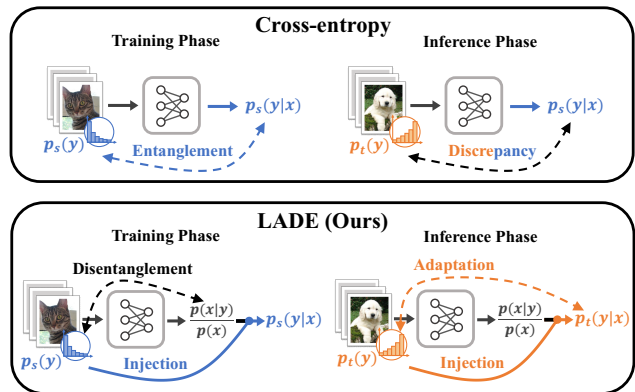 Cross-entropy
Training Phase
p_s(y|x)
p_s(y)
Entanglement
Inference Phase
p_s(y|x)
p_t(y)
Discrepancy
LADE (Ours)
Training Phase
Disentanglement
p(x|y)
p(x)
p_s(y|x)
p_s(y)
Injection
Inference Phase
Adaptation
p(x|y)
p(x)
p_t(y|x)
p_t(y)
Injection